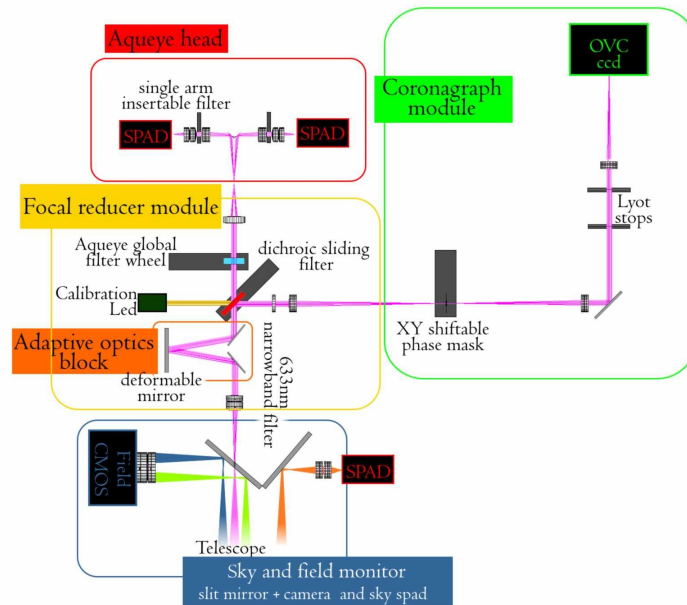 Aqueye head
single arm
insertable filter
SPAD
SPAD
OVC
ccd
Coronagraph
module
Lyot
stops
Focal reducer module
Aqueye global
filter wheel
dichroic sliding
filter
Calibration
Led
XY shiftable
phase mask
Adaptive optics
block
deformable
mirror
633nm
narrowband filter
Field
CMOS
SPAD
Telescope
Sky and field monitor
slit mirror + camera and sky spad